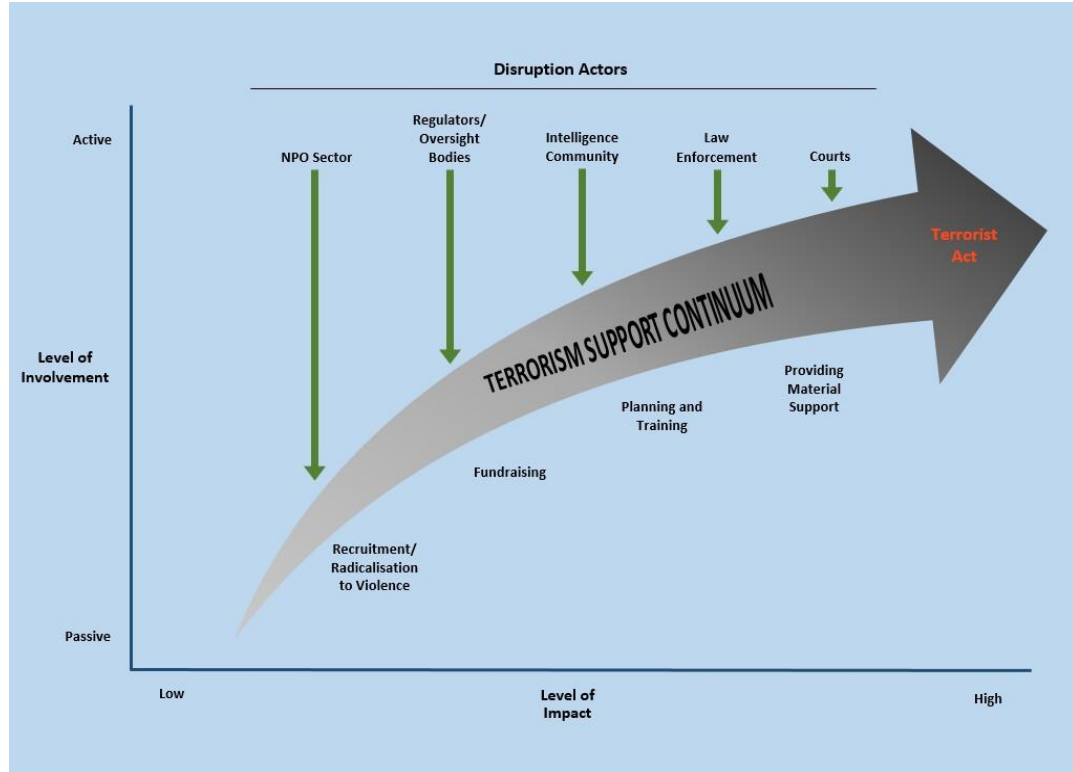 Disruption Actors
Active
NPO Sector
Regulators/
Oversight
Bodies
Intelligence
Community
Law
Enforcement
Courts
Terrorist
Act
TERRORISM SUPPORT CONTINUUM
Level of
Involvement
Providing
Material
Support
Planning and
Training
Fundraising
Recruitment/
Radicalisation
to Violence
Passive
Low
Level of
Impact
High